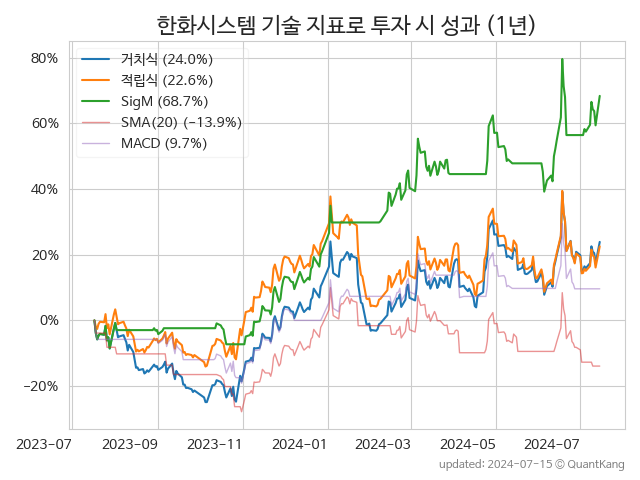 한화시스템 기술 지표로 투자 시 성과 (1년)
거치식 (24.0%)
적립식 (22.6%)
SigM (68.7%)
SMA(20) (−13.9%)
MACD (9.7%)
80%
60%
40%
20%
0%
−20%
2023-07 2023-09 2023-11 2024-01 2024-03 2024-05 2024-07
updated: 2024-07-15 © QuantKang